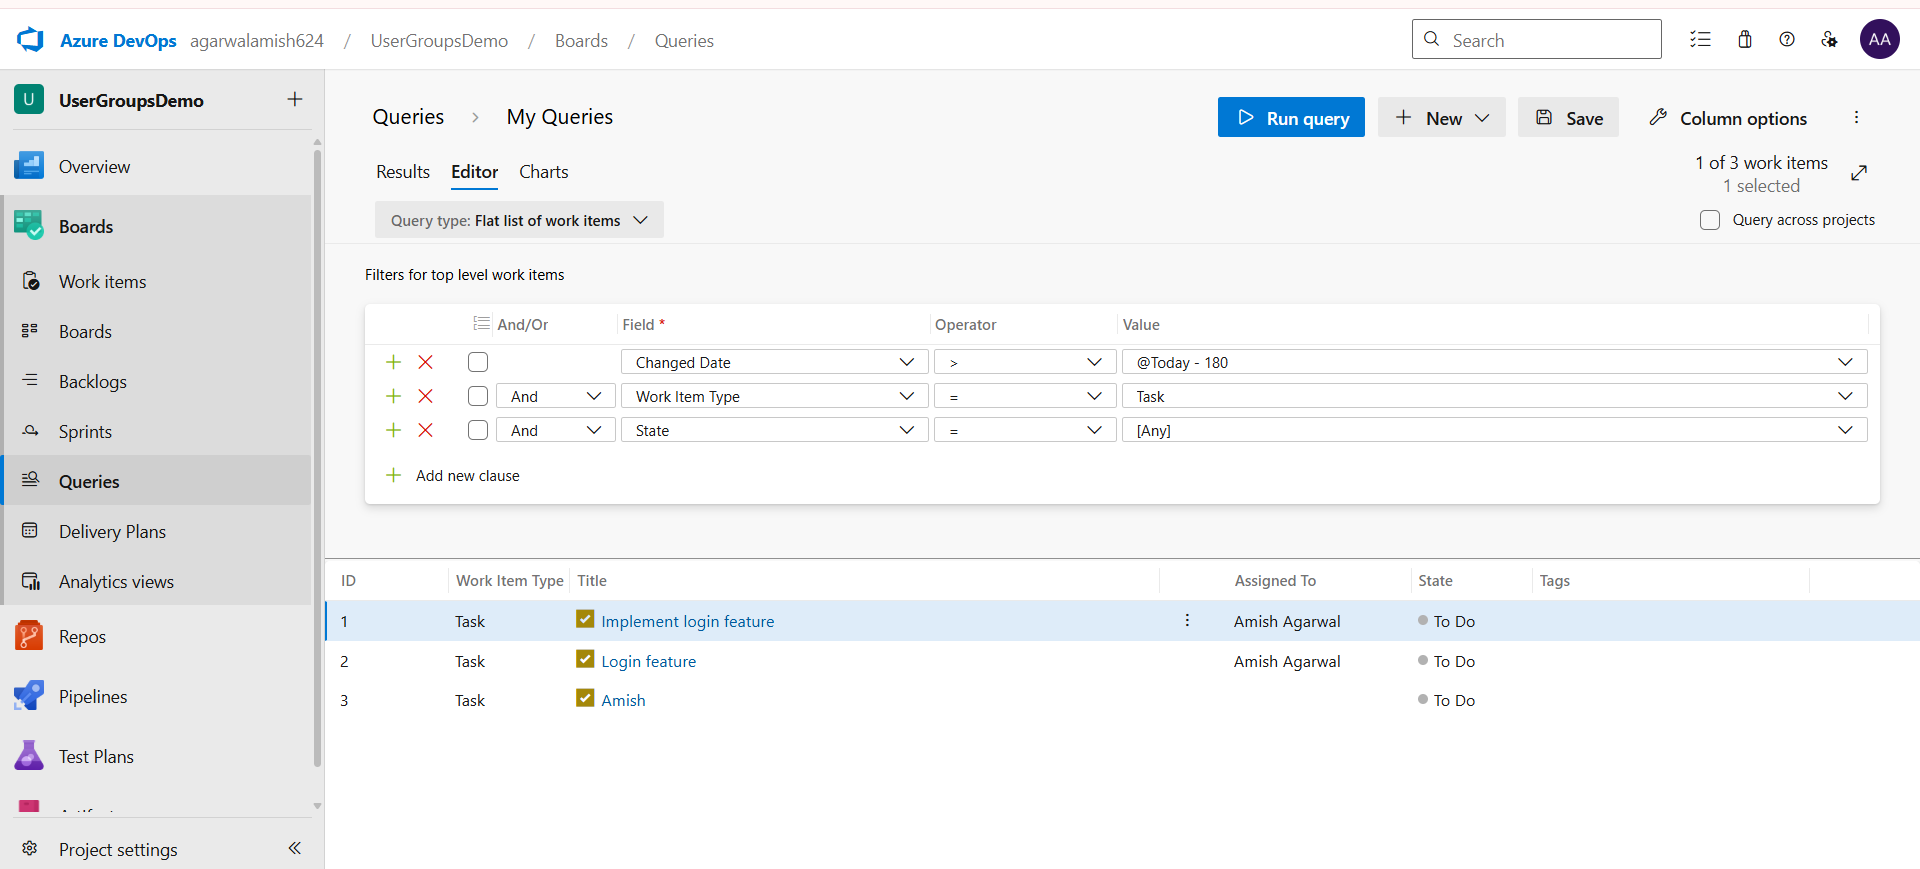 Azure DevOps agarwalamish624 / UserGroupsDemo / Boards / Queries Search AA
U UserGroupsDemo
Overview
Boards
Work items
Boards
Backlogs
Sprints
Queries
Delivery Plans
Analytics views
Repos
Pipelines
Test Plans
Project settings
Queries > My Queries
Run query New Save Column options
Results Editor Charts
1 of 3 work items
1 selected
Query type: Flat list of work items
Query across projects
Filters for top level work items
And/Or Field * Operator Value
Changed Date > @Today - 180
And Work Item Type = Task
And State = [Any]
Add new clause
ID Work Item Type Title Assigned To State Tags
1 Task Implement login feature Amish Agarwal To Do
2 Task Login feature Amish Agarwal To Do
3 Task Amish To Do